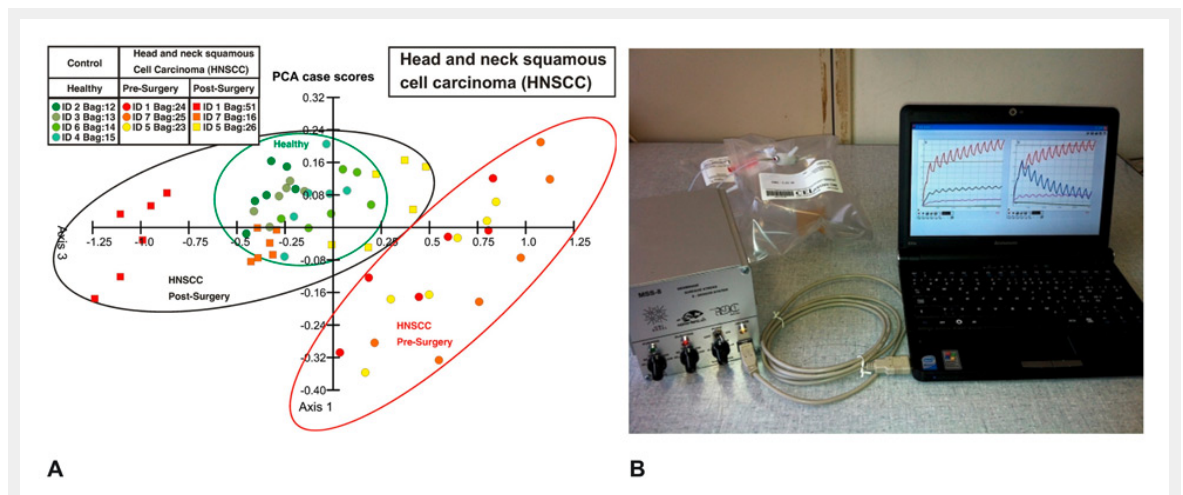 Control
Head and neck squamous
Cell Carcinoma (HNSCC)
Healthy
Pre-Surgery
Post-Surgery
ID 2 Bag:12
ID 1 Bag:24
ID 1 Bag:51
ID 3 Bag:13
ID 7 Bag:25
ID 7 Bag:16
ID 6 Bag:14
ID 5 Bag:23
ID 5 Bag:26
ID 4 Bag:15
PCA case scores
Head and neck squamous
cell carcinoma (HNSCC)
0.32
0.24
Healthy
0.16
0.08
-1.25
-1.0
-0.75
-0.5
-0.25
0.25
0.5
0.75
1.0
1.25
Axis 3
-0.08
HNSCC
Post-Surgery
-0.16
-0.24
HNSCC
Pre-Surgery
-0.32
-0.40
Axis 1
MSS-8
lenovo
A
B